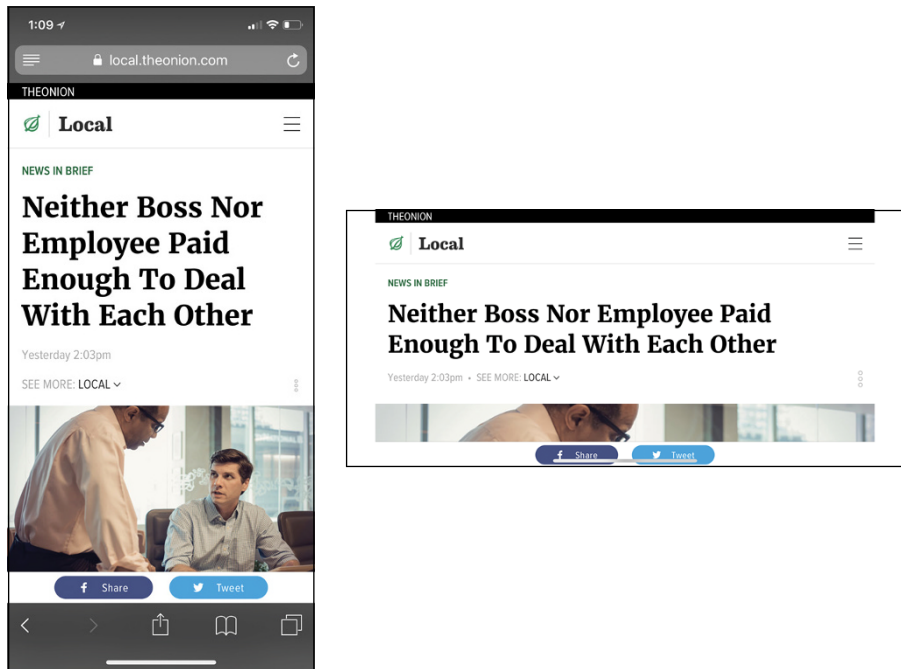 1:09
local.theonion.com
THEONION
Local
NEWS IN BRIEF
Neither Boss Nor
Employee Paid
Enough To Deal
With Each Other
Yesterday 2:03pm
SEE MORE: LOCAL
Share
Tweet
THEONION
Local
NEWS IN BRIEF
Neither Boss Nor Employee Paid
Enough To Deal With Each Other
Yesterday 2:03pm • SEE MORE: LOCAL
Share
Tweet